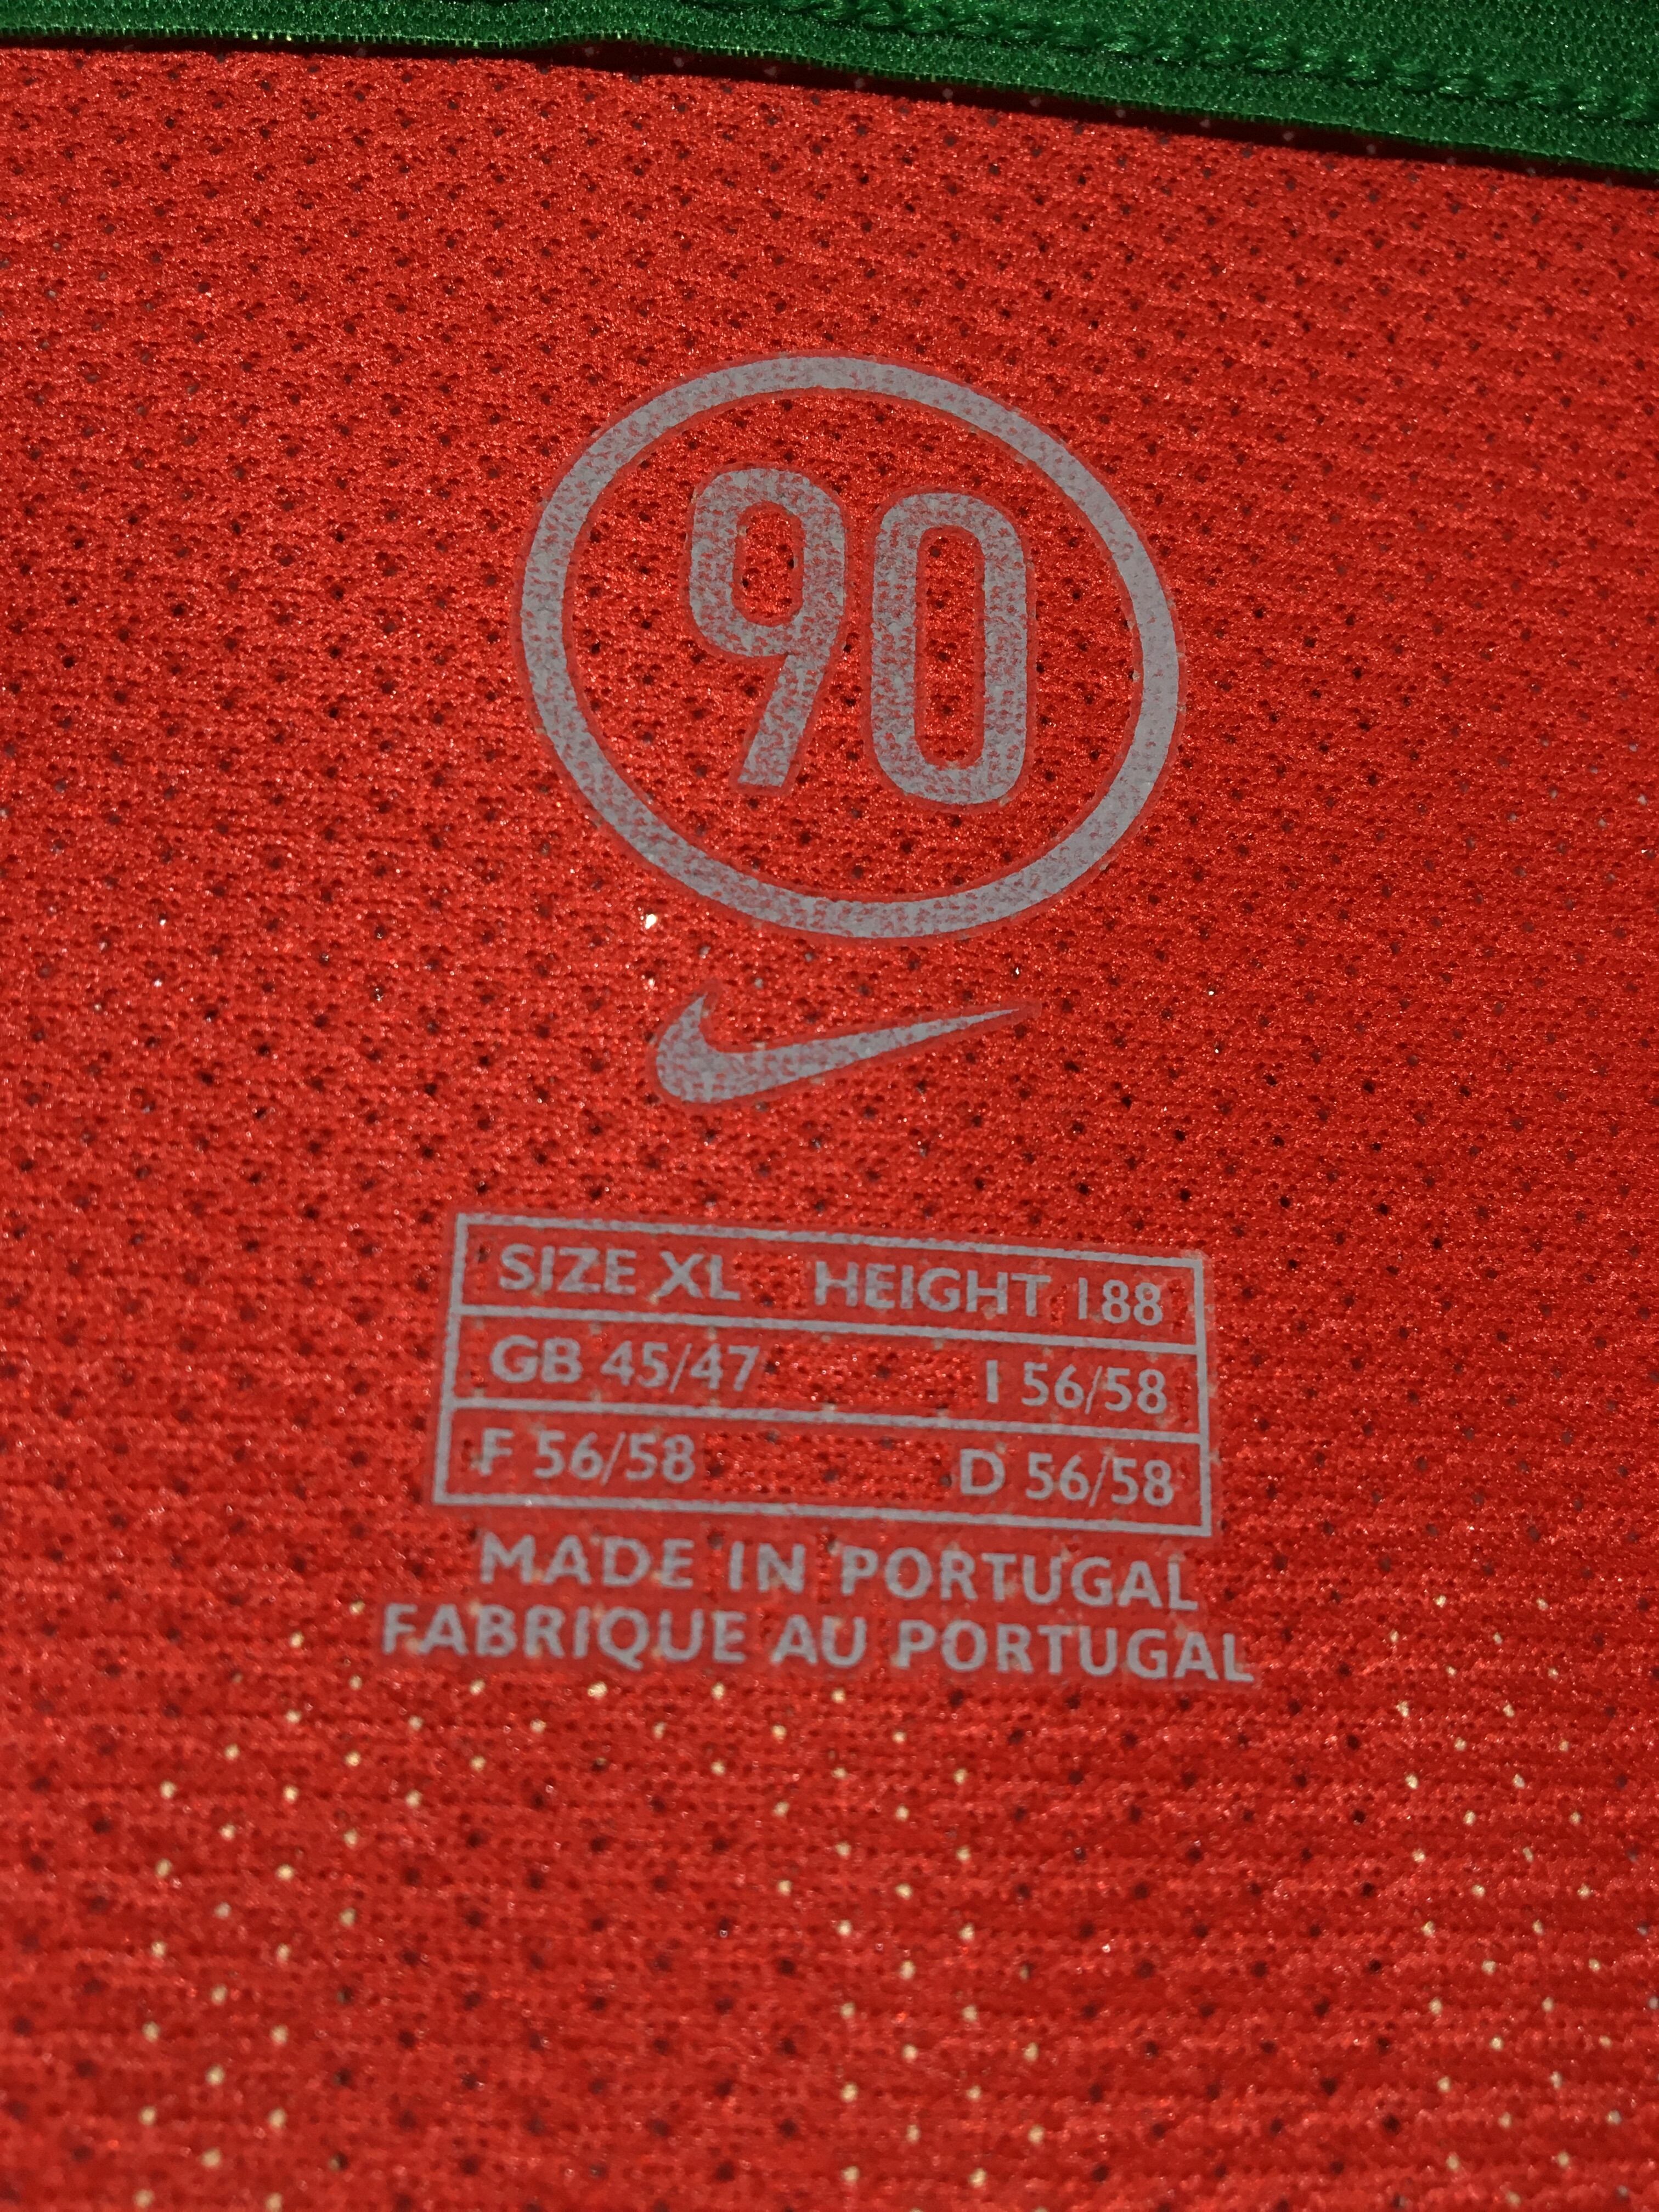 90
SIZE XL HEIGHT 188
GB 45/47 I 56/58
F 56/58 D 56/58
MADE IN PORTUGAL
FABRIQUE AU PORTUGAL